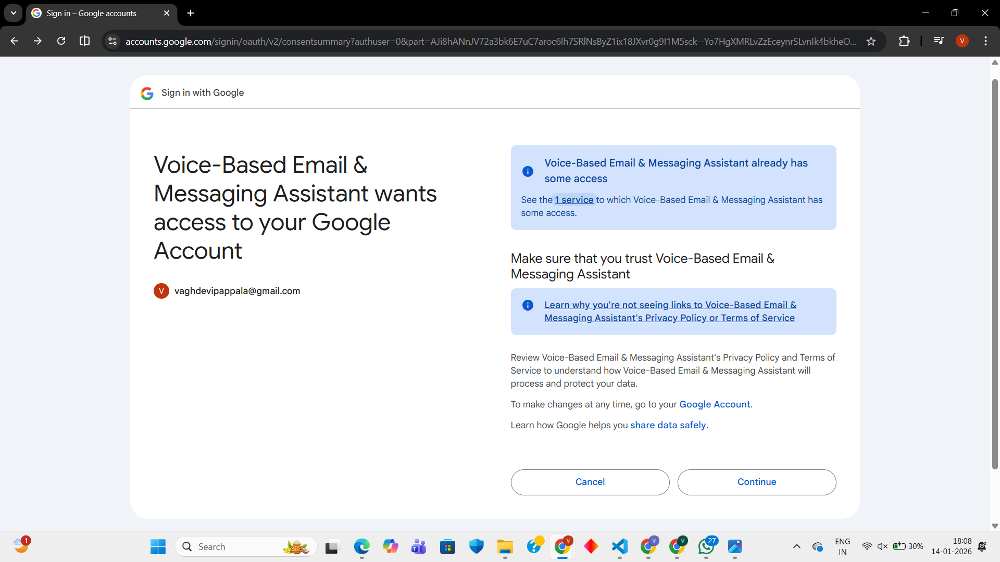 Sign in – Google accounts
accounts.google.com/signin/oauth/v2/consentsummary?authuser=0&part=AJi8hANnJV72a3bk6E7uC7aroc6Ih7SRlNsByZ1ix18JXvr0g9I1M5sck--Yo7HgXMRLvZzEceynrSLvnIk4bkheO...
V
Sign in with Google
Voice-Based Email &
Messaging Assistant wants
access to your Google
Account
V vaghdevipappala@gmail.com
Voice-Based Email & Messaging Assistant already has
some access
See the 1 service to which Voice-Based Email & Messaging Assistant has
some access.
Make sure that you trust Voice-Based Email &
Messaging Assistant
Learn why you're not seeing links to Voice-Based Email &
Messaging Assistant's Privacy Policy or Terms of Service
Review Voice-Based Email & Messaging Assistant's Privacy Policy and Terms of
Service to understand how Voice-Based Email & Messaging Assistant will
process and protect your data.
To make changes at any time, go to your Google Account.
Learn how Google helps you share data safely.
Cancel
Continue
1
Search
V
V
V
27
ENG
IN
30%
18:08
14-01-2026